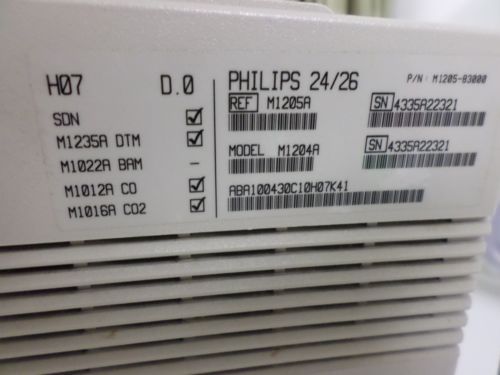 H07 D.0
SDN ☑
M1235A DTM ☑
M1022A BAM –
M1012A CO ☑
M1016A CO2 ☑
PHILIPS 24/26 P/N: M1205-83000
REF M1205A SN 4335A22321
MODEL M1204A SN 4335A22321
ABA100430C10H07K41